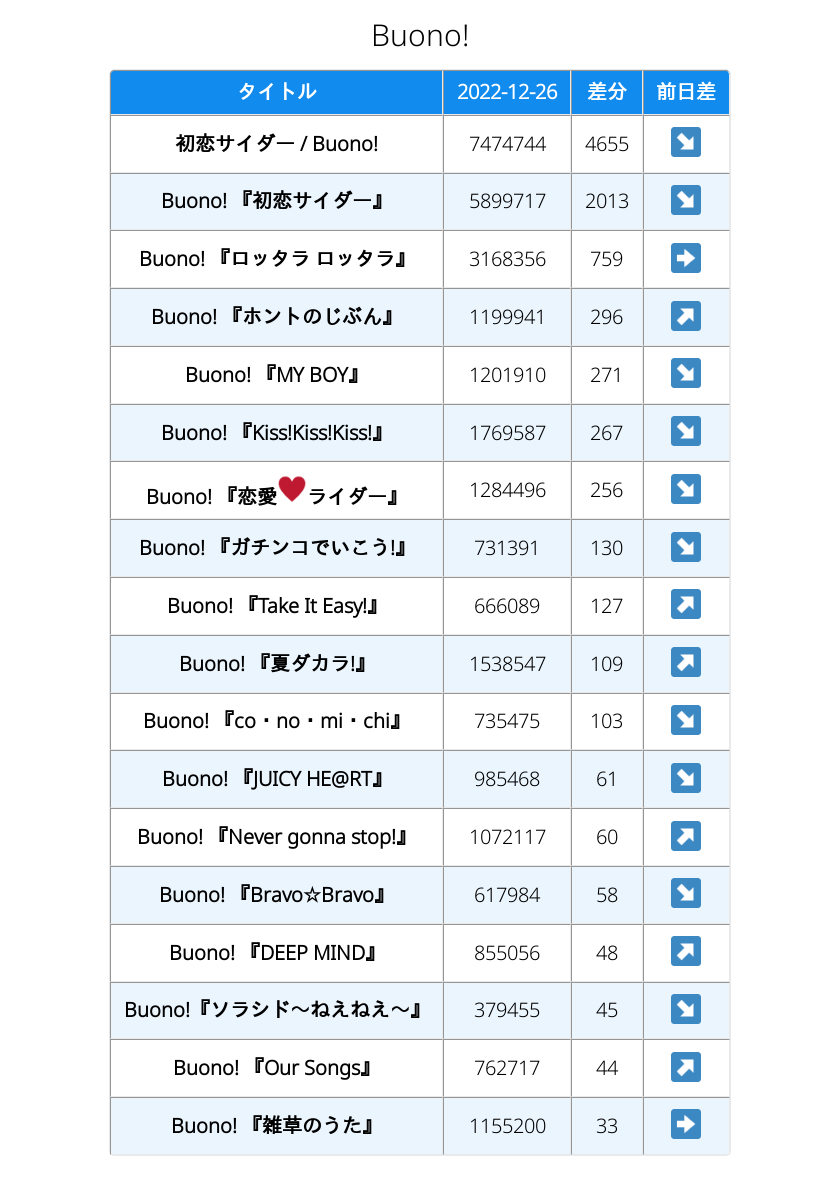 Buono!
タイトル 2022-12-26 差分 前日差
初恋サイダー / Buono! 7474744 4655 ↘
Buono! 『初恋サイダー』 5899717 2013 ↘
Buono! 『ロッタラ ロッタラ』 3168356 759 ➡
Buono! 『ホントのじぶん』 1199941 296 ↗
Buono! 『MY BOY』 1201910 271 ↘
Buono! 『Kiss!Kiss!Kiss!』 1769587 267 ↘
Buono! 『恋愛♥ライダー』 1284496 256 ↘
Buono! 『ガチンコでいこう!』 731391 130 ↘
Buono! 『Take It Easy!』 666089 127 ↗
Buono! 『夏ダカラ!』 1538547 109 ↗
Buono! 『co・no・mi・chi』 735475 103 ↘
Buono! 『JUICY HE@RT』 985468 61 ↘
Buono! 『Never gonna stop!』 1072117 60 ↗
Buono! 『Bravo☆Bravo』 617984 58 ↘
Buono! 『DEEP MIND』 855056 48 ↗
Buono!『ソラシド～ねえねえ～』 379455 45 ↘
Buono! 『Our Songs』 762717 44 ↗
Buono! 『雑草のうた』 1155200 33 ➡